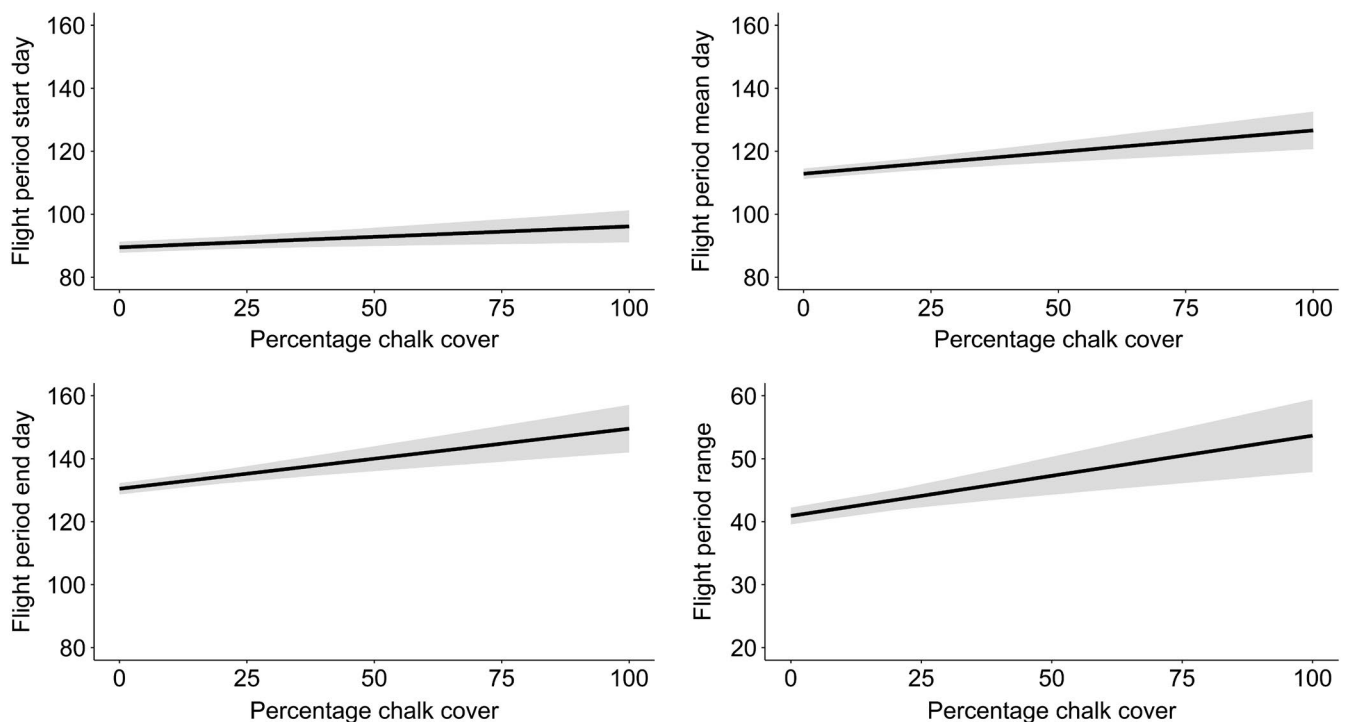 Flight period start day
160
140
120
100
80
0 25 50 75 100
Percentage chalk cover
Flight period mean day
160
140
120
100
80
0 25 50 75 100
Percentage chalk cover
Flight period end day
160
140
120
100
80
0 25 50 75 100
Percentage chalk cover
Flight period range
60
50
40
30
20
0 25 50 75 100
Percentage chalk cover